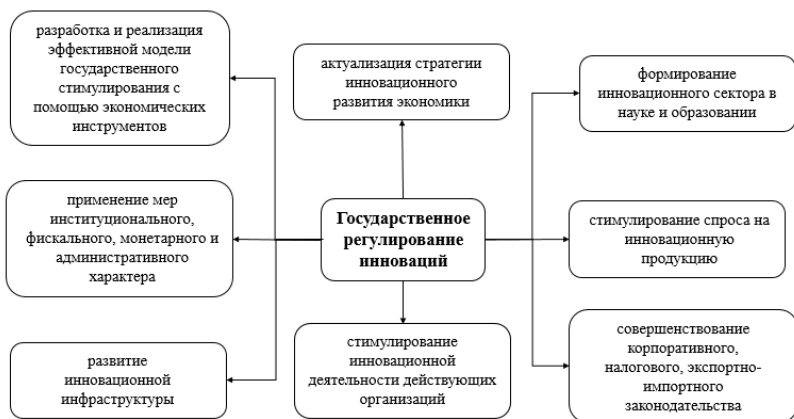 разработка и реализация
эффективной модели
государственного
стимулирования с
помощью экономических
инструментов
актуализация стратегии
инновационного
развития экономики
формирование
инновационного сектора в
науке и образовании
применение мер
институционального,
фискального, монетарного и
административного
характера
Государственное
регулирование
инноваций
стимулирование спроса на
инновационную
продукцию
развитие
инновационной
инфраструктуры
стимулирование
инновационной
деятельности действующих
организаций
совершенствование
корпоративного,
налогового, экспортно-
импортного
законодательства